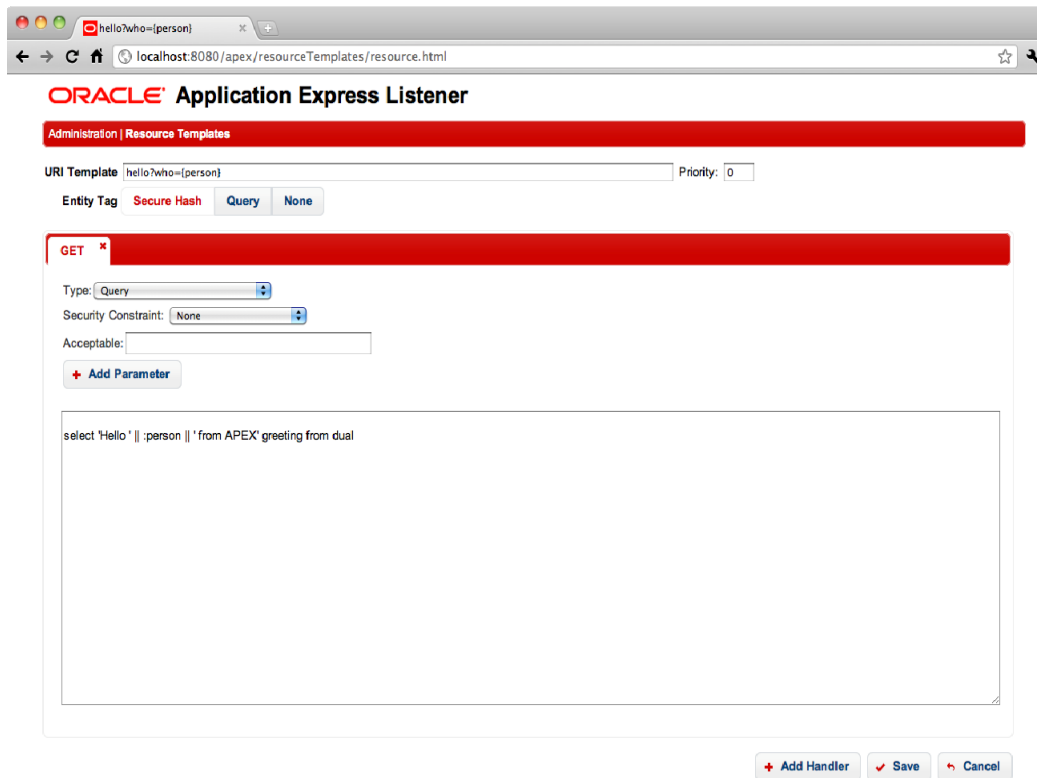 hello?who={person}
localhost:8080/apex/resourceTemplates/resource.html
ORACLE Application Express Listener
Administration | Resource Templates
URI Template hello?who={person} Priority: 0
Entity Tag Secure Hash Query None
GET
Type: Query
Security Constraint: None
Acceptable:
+ Add Parameter
select 'Hello ' || :person || ' from APEX' greeting from dual
+ Add Handler Save Cancel